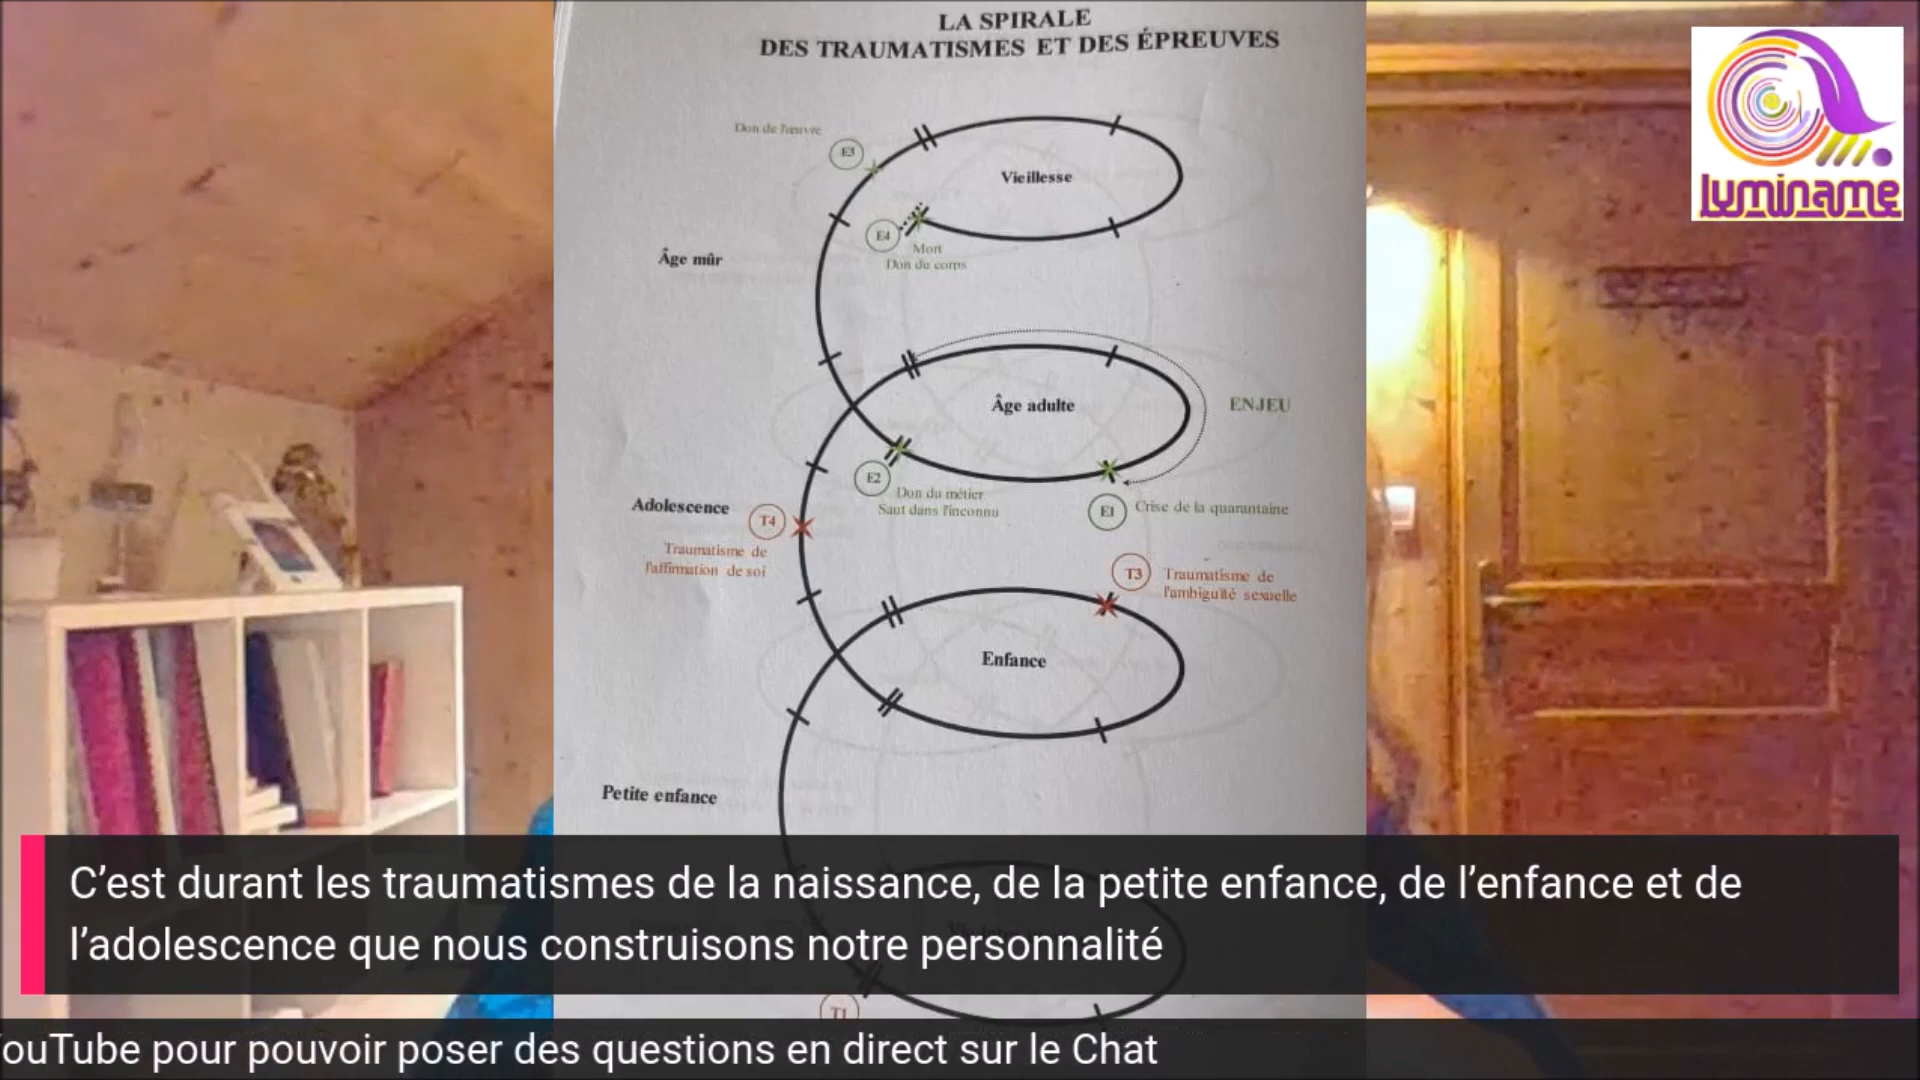 LA SPIRALE
DES TRAUMATISMES ET DES ÉPREUVES
luminame
Don de l'œuvre
E3
Vieillesse
E4
Mort
Don du corps
Âge mûr
Âge adulte
ENJEU
E2
Don du métier
Saut dans l'inconnu
E1
Crise de la quarantaine
Adolescence
T4
Traumatisme de
l'affirmation de soi
T3
Traumatisme de
l'ambiguïté sexuelle
Enfance
Petite enfance
C’est durant les traumatismes de la naissance, de la petite enfance, de l’enfance et de
l’adolescence que nous construisons notre personnalité
T1
ouTube pour pouvoir poser des questions en direct sur le Chat